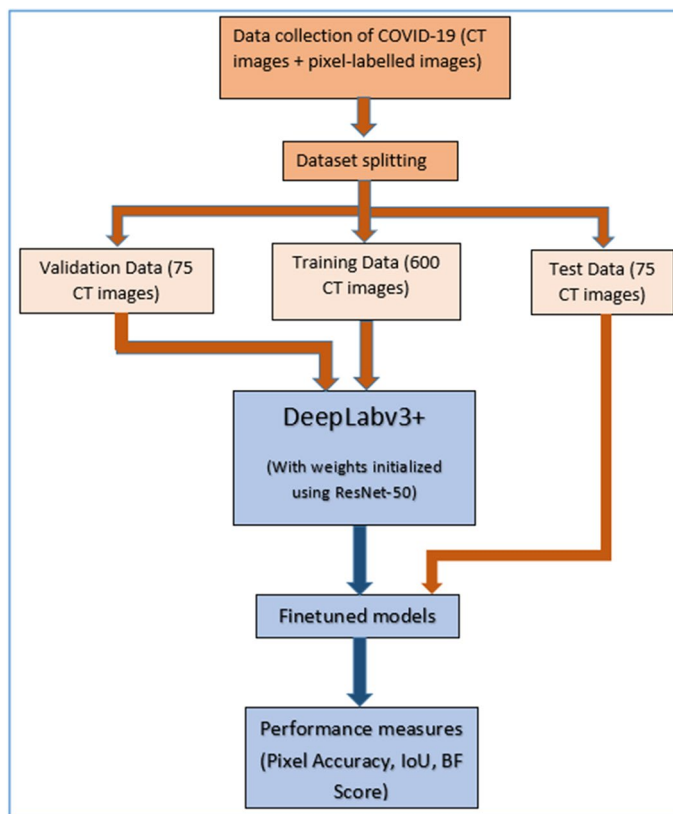 Data collection of COVID-19 (CT
images + pixel-labelled images)
Dataset splitting
Validation Data (75
CT images)
Training Data (600
CT images)
Test Data (75
CT images)
DeepLabv3+
(With weights initialized
using ResNet-50)
Finetuned models
Performance measures
(Pixel Accuracy, IoU, BF
Score)